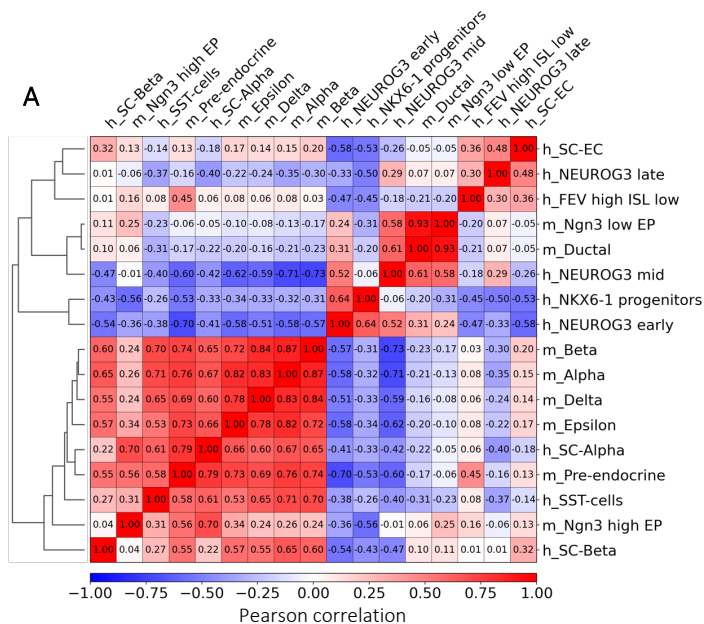 A
h_SC-Beta
m_Ngn3 high EP
h_SST-cells
m_Pre-endocrine
h_SC-Alpha
m_Epsilon
m_Delta
m_Alpha
m_Beta
h_NEUROG3 early
h_NKX6-1 progenitors
h_NEUROG3 mid
m_Ductal
m_Ngn3 low EP
h_FEV high ISL low
h_NEUROG3 late
h_SC-EC
0.32 0.13 -0.14 0.13 -0.18 0.17 0.14 0.15 0.20 -0.58 -0.53 -0.26 -0.05 -0.05 0.36 0.48 1.00 h_SC-EC
0.01 -0.06 -0.37 -0.16 -0.40 -0.22 -0.24 -0.35 -0.30 -0.33 -0.50 0.29 0.07 0.07 0.30 1.00 0.48 h_NEUROG3 late
0.01 0.16 0.08 0.45 0.06 0.08 0.06 0.08 0.03 -0.47 -0.45 -0.18 -0.21 -0.20 1.00 0.30 0.36 h_FEV high ISL low
0.11 0.25 -0.23 -0.06 -0.05 -0.10 -0.08 -0.13 -0.17 0.24 -0.31 0.58 0.93 1.00 -0.20 0.07 -0.05 m_Ngn3 low EP
0.10 0.06 -0.31 -0.17 -0.22 -0.20 -0.16 -0.21 -0.23 0.31 -0.20 0.61 1.00 0.93 -0.21 0.07 -0.05 m_Ductal
-0.47 -0.01 -0.40 -0.60 -0.42 -0.62 -0.59 -0.71 -0.73 0.52 -0.06 1.00 0.61 0.58 -0.18 0.29 -0.26 h_NEUROG3 mid
-0.43 -0.56 -0.26 -0.53 -0.33 -0.34 -0.33 -0.32 -0.31 0.64 1.00 -0.06 -0.20 -0.31 -0.45 -0.50 -0.53 h_NKX6-1 progenitors
-0.54 -0.36 -0.38 -0.70 -0.41 -0.58 -0.51 -0.58 -0.57 1.00 0.64 0.52 0.31 0.24 -0.47 -0.33 -0.58 h_NEUROG3 early
0.60 0.24 0.70 0.74 0.65 0.72 0.84 0.87 1.00 -0.57 -0.31 -0.73 -0.23 -0.17 0.03 -0.30 0.20 m_Beta
0.65 0.26 0.71 0.76 0.67 0.82 0.83 1.00 0.87 -0.58 -0.32 -0.71 -0.21 -0.13 0.08 -0.35 0.15 m_Alpha
0.55 0.24 0.65 0.69 0.60 0.78 1.00 0.83 0.84 -0.51 -0.33 -0.59 -0.16 -0.08 0.06 -0.24 0.14 m_Delta
0.57 0.34 0.53 0.73 0.66 1.00 0.78 0.82 0.72 -0.58 -0.34 -0.62 -0.20 -0.10 0.08 -0.22 0.17 m_Epsilon
0.22 0.70 0.61 0.79 1.00 0.66 0.60 0.67 0.65 -0.41 -0.33 -0.42 -0.22 -0.05 0.06 -0.40 -0.18 h_SC-Alpha
0.55 0.56 0.58 1.00 0.79 0.73 0.69 0.76 0.74 -0.70 -0.53 -0.60 -0.17 -0.06 0.45 -0.16 0.13 m_Pre-endocrine
0.27 0.31 1.00 0.58 0.61 0.53 0.65 0.71 0.70 -0.38 -0.26 -0.40 -0.31 -0.23 0.08 -0.37 -0.14 h_SST-cells
0.04 1.00 0.31 0.56 0.70 0.34 0.24 0.26 0.24 -0.36 -0.56 -0.01 0.06 0.25 0.16 -0.06 0.13 m_Ngn3 high EP
1.00 0.04 0.27 0.55 0.22 0.57 0.55 0.65 0.60 -0.54 -0.43 -0.47 0.10 0.11 0.01 0.01 0.32 h_SC-Beta
−1.00 −0.75 −0.50 −0.25 0.00 0.25 0.50 0.75 1.00
Pearson correlation